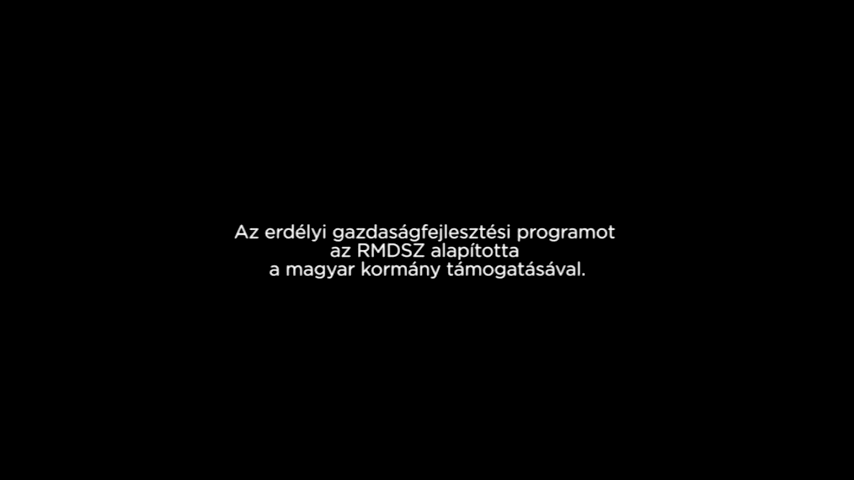 Az erdélyi gazdaságfejlesztési programot
az RMDSZ alapította
a magyar kormány támogatásával.